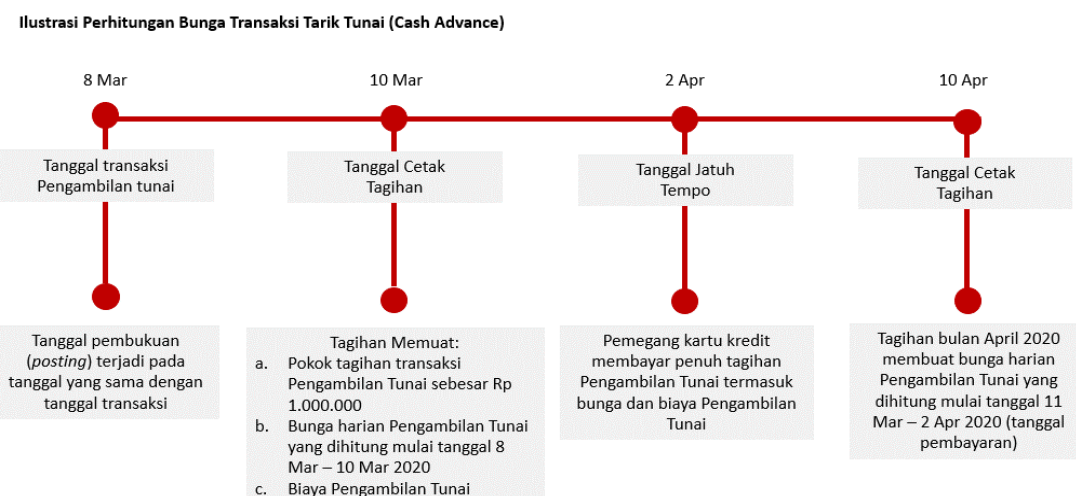 Ilustrasi Perhitungan Bunga Transaksi Tarik Tunai (Cash Advance)
8 Mar
10 Mar
2 Apr
10 Apr
Tanggal transaksi
Pengambilan tunai
Tanggal Cetak
Tagihan
Tanggal Jatuh
Tempo
Tanggal Cetak
Tagihan
Tanggal pembukuan
(posting) terjadi pada
tanggal yang sama dengan
tanggal transaksi
Tagihan Memuat:
a. Pokok tagihan transaksi
Pengambilan Tunai sebesar Rp
1.000.000
b. Bunga harian Pengambilan Tunai
yang dihitung mulai tanggal 8
Mar – 10 Mar 2020
c. Biaya Pengambilan Tunai
Pemegang kartu kredit
membayar penuh tagihan
Pengambilan Tunai termasuk
bunga dan biaya Pengambilan
Tunai
Tagihan bulan April 2020
membuat bunga harian
Pengambilan Tunai yang
dihitung mulai tanggal 11
Mar – 2 Apr 2020 (tanggal
pembayaran)